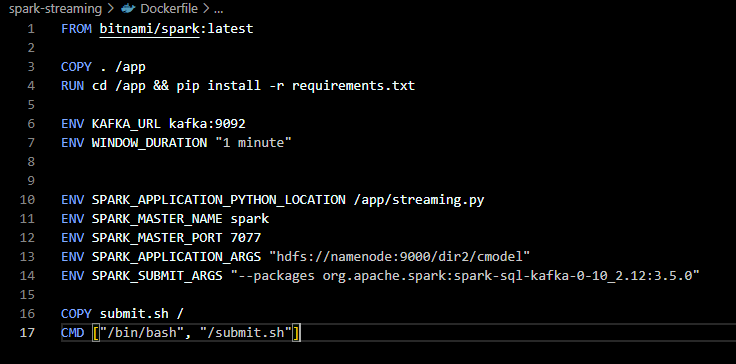 spark-streaming > Dockerfile > ...
1 FROM bitnami/spark:latest
2
3 COPY . /app
4 RUN cd /app && pip install -r requirements.txt
5
6 ENV KAFKA_URL kafka:9092
7 ENV WINDOW_DURATION "1 minute"
8
9
10 ENV SPARK_APPLICATION_PYTHON_LOCATION /app/streaming.py
11 ENV SPARK_MASTER_NAME spark
12 ENV SPARK_MASTER_PORT 7077
13 ENV SPARK_APPLICATION_ARGS "hdfs://namenode:9000/dir2/cmodel"
14 ENV SPARK_SUBMIT_ARGS "--packages org.apache.spark:spark-sql-kafka-0-10_2.12:3.5.0"
15
16 COPY submit.sh /
17 CMD ["/bin/bash", "/submit.sh"]